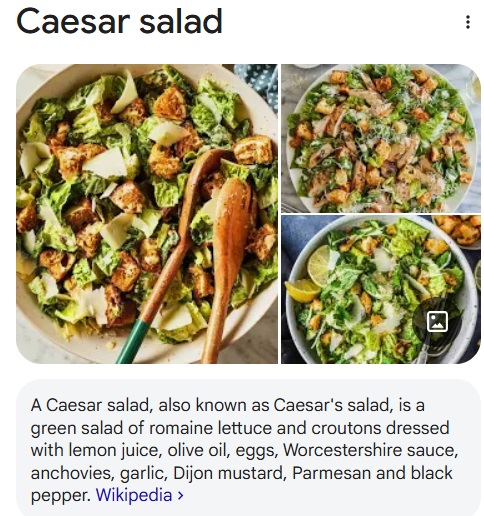 Caesar salad
A Caesar salad, also known as Caesar's salad, is a
green salad of romaine lettuce and croutons dressed
with lemon juice, olive oil, eggs, Worcestershire sauce,
anchovies, garlic, Dijon mustard, Parmesan and black
pepper. Wikipedia >